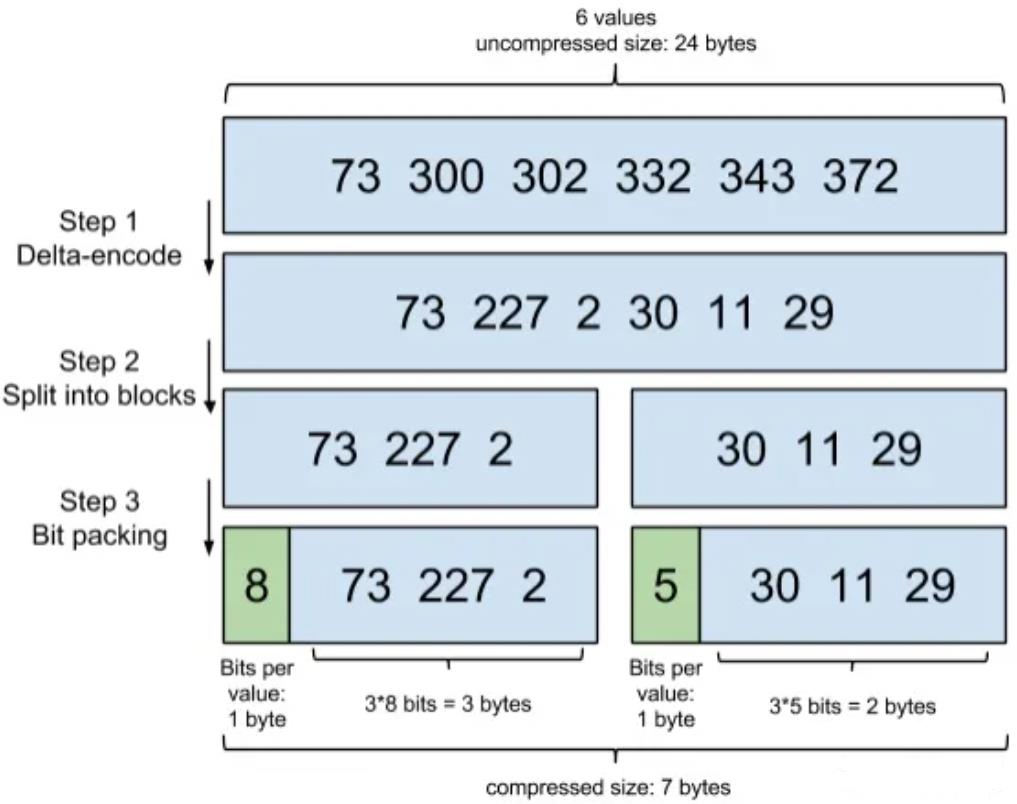 6 values
uncompressed size: 24 bytes
73 300 302 332 343 372
Step 1
Delta-encode
73 227 2 30 11 29
Step 2
Split into blocks
73 227 2
30 11 29
Step 3
Bit packing
8
73 227 2
5
30 11 29
Bits per
value:
1 byte
3*8 bits = 3 bytes
Bits per
value:
1 byte
3*5 bits = 2 bytes
compressed size: 7 bytes